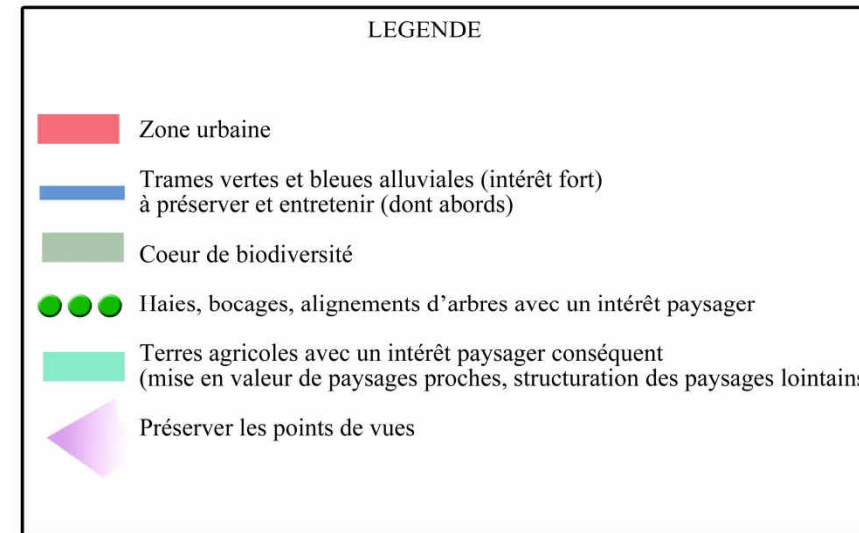 LEGENDE
Zone urbaine
Trames vertes et bleues alluviales (intérêt fort)
à préserver et entretenir (dont abords)
Coeur de biodiversité
Haies, bocages, alignements d'arbres avec un intérêt paysager
Terres agricoles avec un intérêt paysager conséquent
(mise en valeur de paysages proches, structuration des paysages lointains
Préserver les points de vues